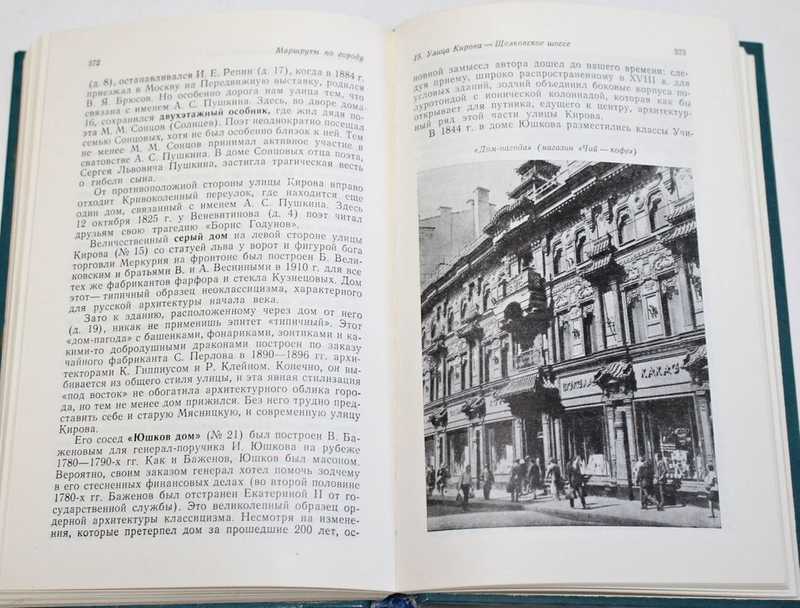 372
Маршруты по городу
(д. 8), останавливался И. Е. Репин (д. 17), когда в 1884 г.
приезжал в Москву на Передвижную выставку, родился
В. Я. Брюсов. Но особенно дорога нам улица тем, что
связана с именем А. С. Пушкина. Здесь, во дворе дома
16, сохранился двухэтажный особняк, где жил дядя по-
эта М. М. Сонцов (Солнцев). Поэт неоднократно посещал
семью Сонцовых, хотя не был особенно близок к ней. Тем
не менее М. М. Сонцов принимал активное участие в
сватовстве А. С. Пушкина. В доме Сонцовых отца поэта,
Сергея Львовича Пушкина, застигла трагическая весть
о гибели сына.
От противоположной стороны улицы Кирова вправо
отходит Кривоколенный переулок, где находится еще
один дом, связанный с именем А. С. Пушкина. Здесь
12 октября 1825 г. у Веневитинова (д. 4) поэт читал
друзьям свою трагедию «Борис Годунов».
Величественный серый дом на левой стороне улицы
Кирова (№ 15) со статуей льва у ворот и фигурой бога
торговли Меркурия на фронтоне был построен Б. Вели-
ковским и братьями В. и А. Весниными в 1910 г. для все
тех же фабрикантов фарфора и стекла Кузнецовых. Дом
этот— типичный образец неоклассицизма, характерного
для русской архитектуры начала века.
Зато к зданию, расположенному через дом от него
(д. 19), никак не применишь эпитет «типичный». Этот
«дом-пагода» с башенками, фонариками, зонтиками и ка-
кими-то добродушными драконами построен по заказу
чайного фабриканта С. Перлова в 1890—1896 гг. архи-
текторами К. Гиппиусом и Р. Клейном. Конечно, он вы-
бивается из общего стиля улицы, и эта явная стилизация
«под восток» не обогатила архитектурного облика горо-
да, но тем не менее дом прижился. Без него трудно пред-
ставить себе и старую Мясницкую, и современную улицу
Кирова.
Его сосед «Юшков дом» (№ 21) был построен В. Ба-
женовым для генерал-поручика И. Юшкова на рубеже
1780—1790-х гг. Как и Баженов, Юшков был масоном.
Вероятно, своим заказом генерал хотел помочь зодчему
в его стесненных финансовых делах (во второй половине
1780-х гг. Баженов был отстранен Екатериной II от го-
сударственной службы). Это великолепный образец ор-
дерной архитектуры классицизма. Несмотря на измене-
ния, которые претерпел дом за прошедшие 200 лет, ос-
Улица Кирова — Щелковское шоссе
373
новной замысел автора дошел до нашего времени: сле-
дуя приему, широко распространенному в XVIII в. для
угловых зданий, зодчий объединил боковые корпуса по-
луротондой с ионической колоннадой, которая как бы
открывает для путника, едущего к центру, архитектур-
ный ряд этой части улицы Кирова.
В 1844 г. в доме Юшкова разместились классы Учи-
«Дом-пагода» (магазин «Чай — кофе»)
КАКАО